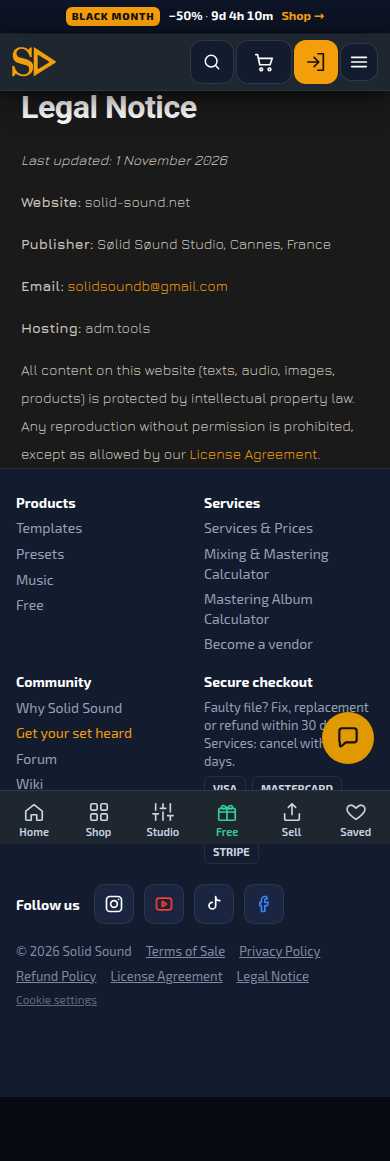 BLACK MONTH −50% · 9d 4h 10m Shop →
Legal Notice
Last updated: 1 November 2026
Website: solid-sound.net
Publisher: Sølid Søund Studio, Cannes, France
Email: solidsoundb@gmail.com
Hosting: adm.tools
All content on this website (texts, audio, images,
products) is protected by intellectual property law.
Any reproduction without permission is prohibited,
except as allowed by our License Agreement.
Products
Templates
Presets
Music
Free
Services
Services & Prices
Mixing & Mastering
Calculator
Mastering Album
Calculator
Become a vendor
Community
Why Solid Sound
Get your set heard
Forum
Wiki
Secure checkout
Faulty file? Fix, replacement
or refund within 30
Services: cancel
days.
VISA MASTERCARD
Home Shop Studio Free Sell Saved
STRIPE
Follow us
© 2026 Solid Sound Terms of Sale Privacy Policy
Refund Policy License Agreement Legal Notice
Cookie settings